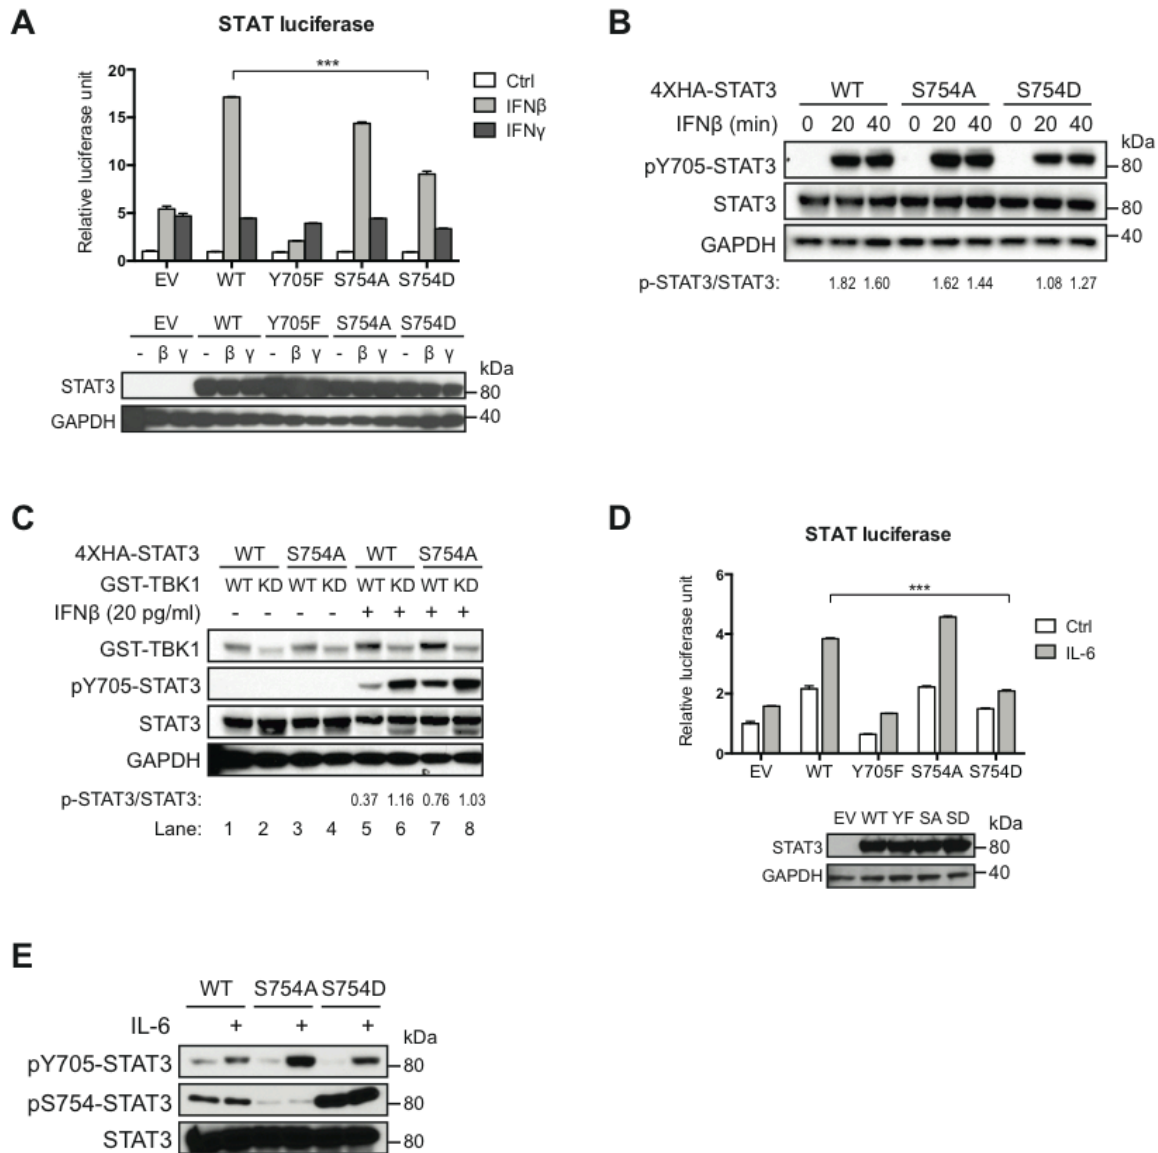 A
STAT luciferase
Relative luciferase unit
20
15
10
5
0
***
Ctrl
IFNβ
IFNγ
EV WT Y705F S754A S754D
EV WT Y705F S754A S754D
- β γ - β γ - β γ - β γ - β γ
kDa
STAT3 80
GAPDH 40
B
4XHA-STAT3 WT S754A S754D
IFNβ (min) 0 20 40 0 20 40 0 20 40
kDa
pY705-STAT3 80
STAT3 80
GAPDH 40
p-STAT3/STAT3: 1.82 1.60 1.62 1.44 1.08 1.27
C
4XHA-STAT3 WT S754A WT S754A
GST-TBK1 WT KD WT KD WT KD WT KD
IFNβ (20 pg/ml) - - - - + + + +
GST-TBK1
pY705-STAT3
STAT3
GAPDH
p-STAT3/STAT3: 0.37 1.16 0.76 1.03
Lane: 1 2 3 4 5 6 7 8
D
STAT luciferase
Relative luciferase unit
6
4
2
0
***
Ctrl
IL-6
EV WT Y705F S754A S754D
EV WT YF SA SD
kDa
STAT3 80
GAPDH 40
E
WT S754A S754D
IL-6 + + +
kDa
pY705-STAT3 80
pS754-STAT3 80
STAT3 80